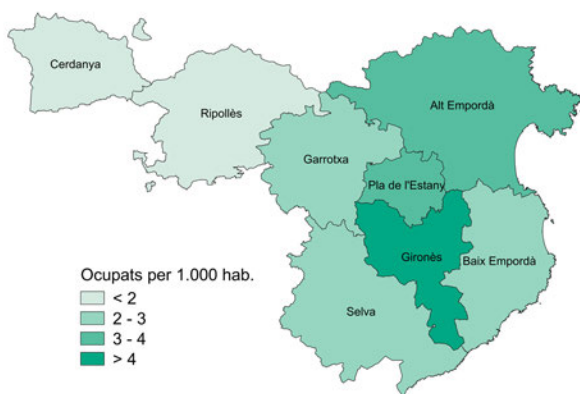 Cerdanya
Ripollès
Alt Empordà
Garrotxa
Pla de l'Estany
Gironès
Baix Empordà
Selva
Ocupats per 1.000 hab.
< 2
2 - 3
3 - 4
> 4